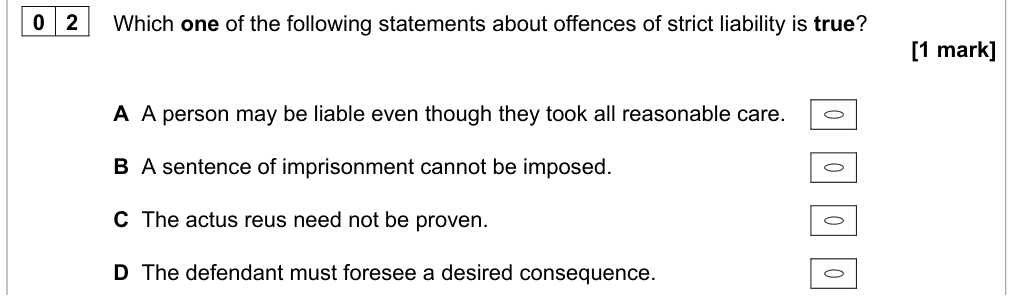 0 2 Which one of the following statements about offences of strict liability is true?
[1 mark]
A A person may be liable even though they took all reasonable care.
B A sentence of imprisonment cannot be imposed.
C The actus reus need not be proven.
D The defendant must foresee a desired consequence.